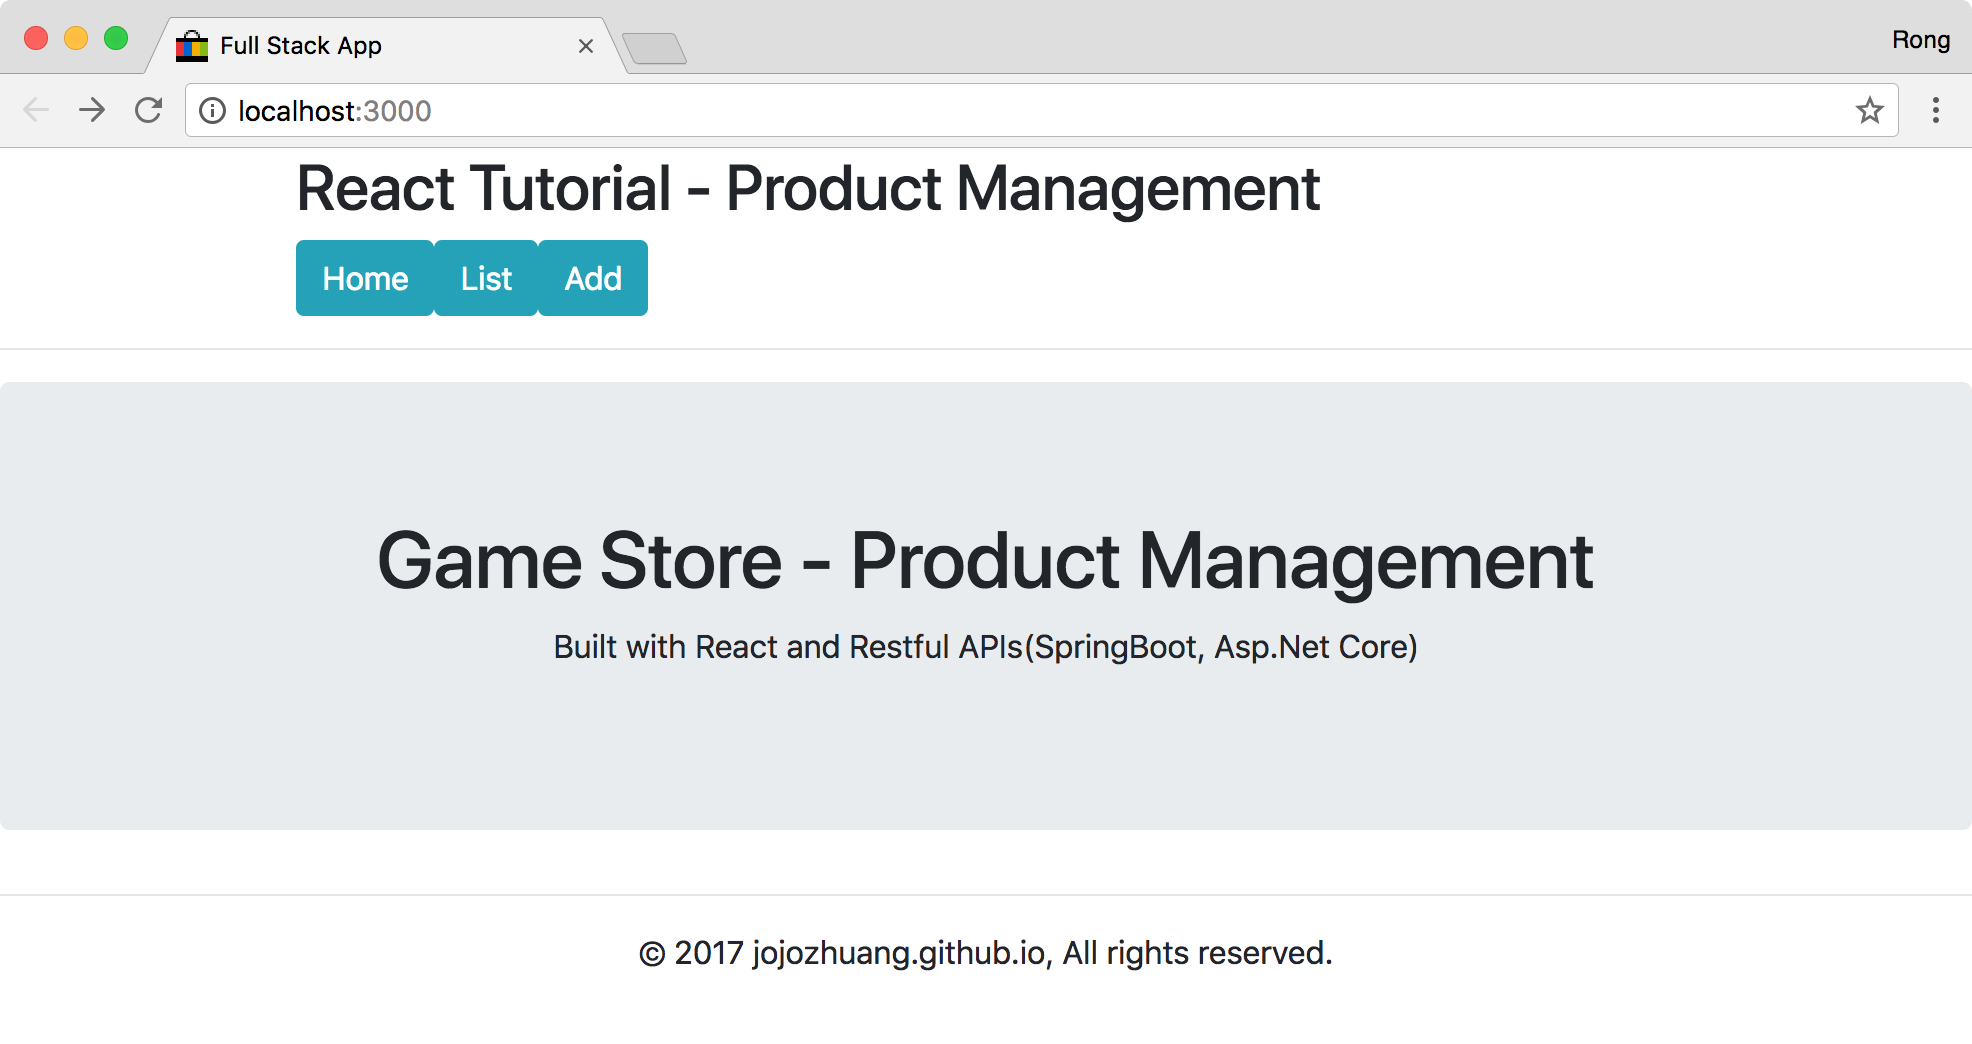 Full Stack App
Rong
localhost:3000
React Tutorial - Product Management
Home List Add
Game Store - Product Management
Built with React and Restful APIs(SpringBoot, Asp.Net Core)
© 2017 jojozhuang.github.io, All rights reserved.